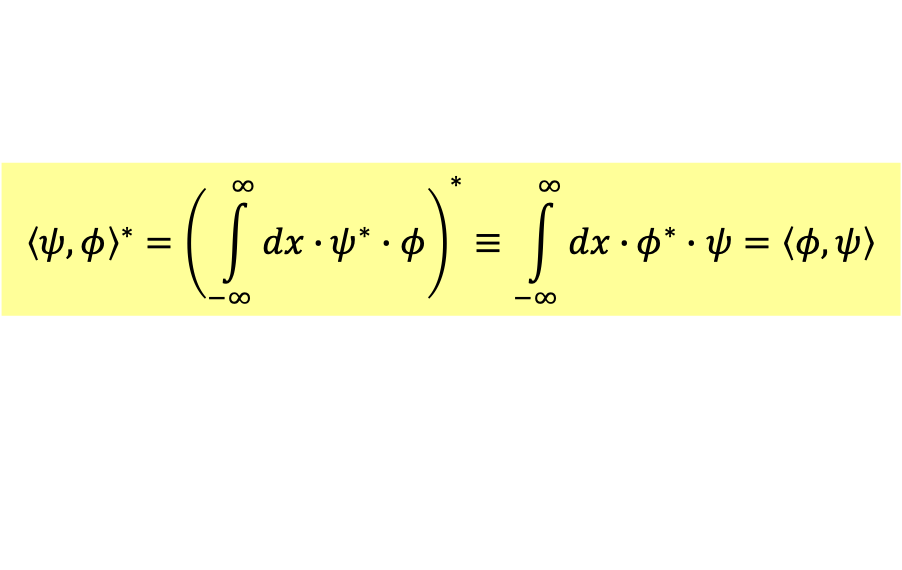 ⟨ψ, ϕ⟩* = ( ∫_{−∞}^{∞} dx · ψ* · ϕ )* ≡ ∫_{−∞}^{∞} dx · ϕ* · ψ = ⟨ϕ, ψ⟩